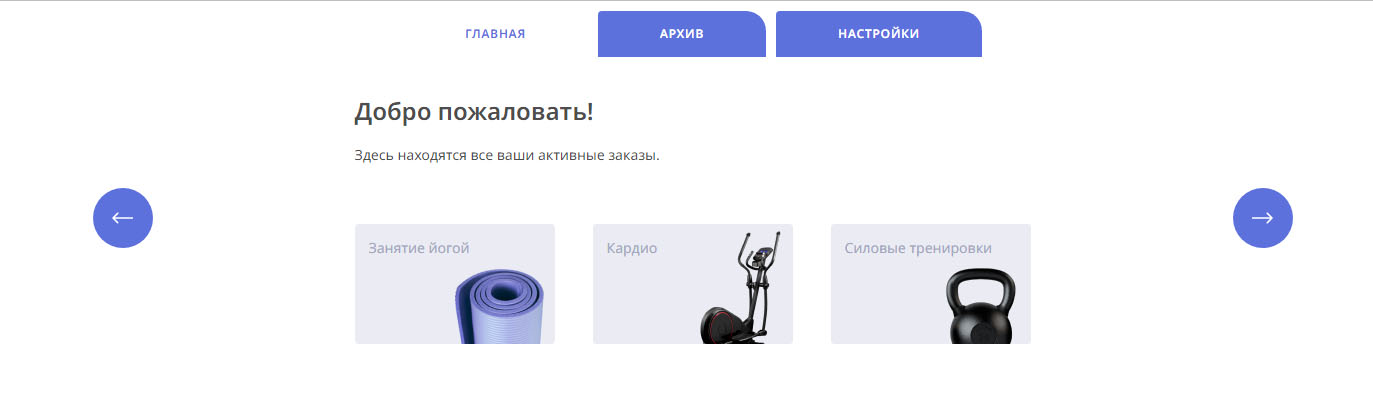 ГЛАВНАЯ
АРХИВ
НАСТРОЙКИ
Добро пожаловать!
Здесь находятся все ваши активные заказы.
Занятие йогой
Кардио
Силовые тренировки